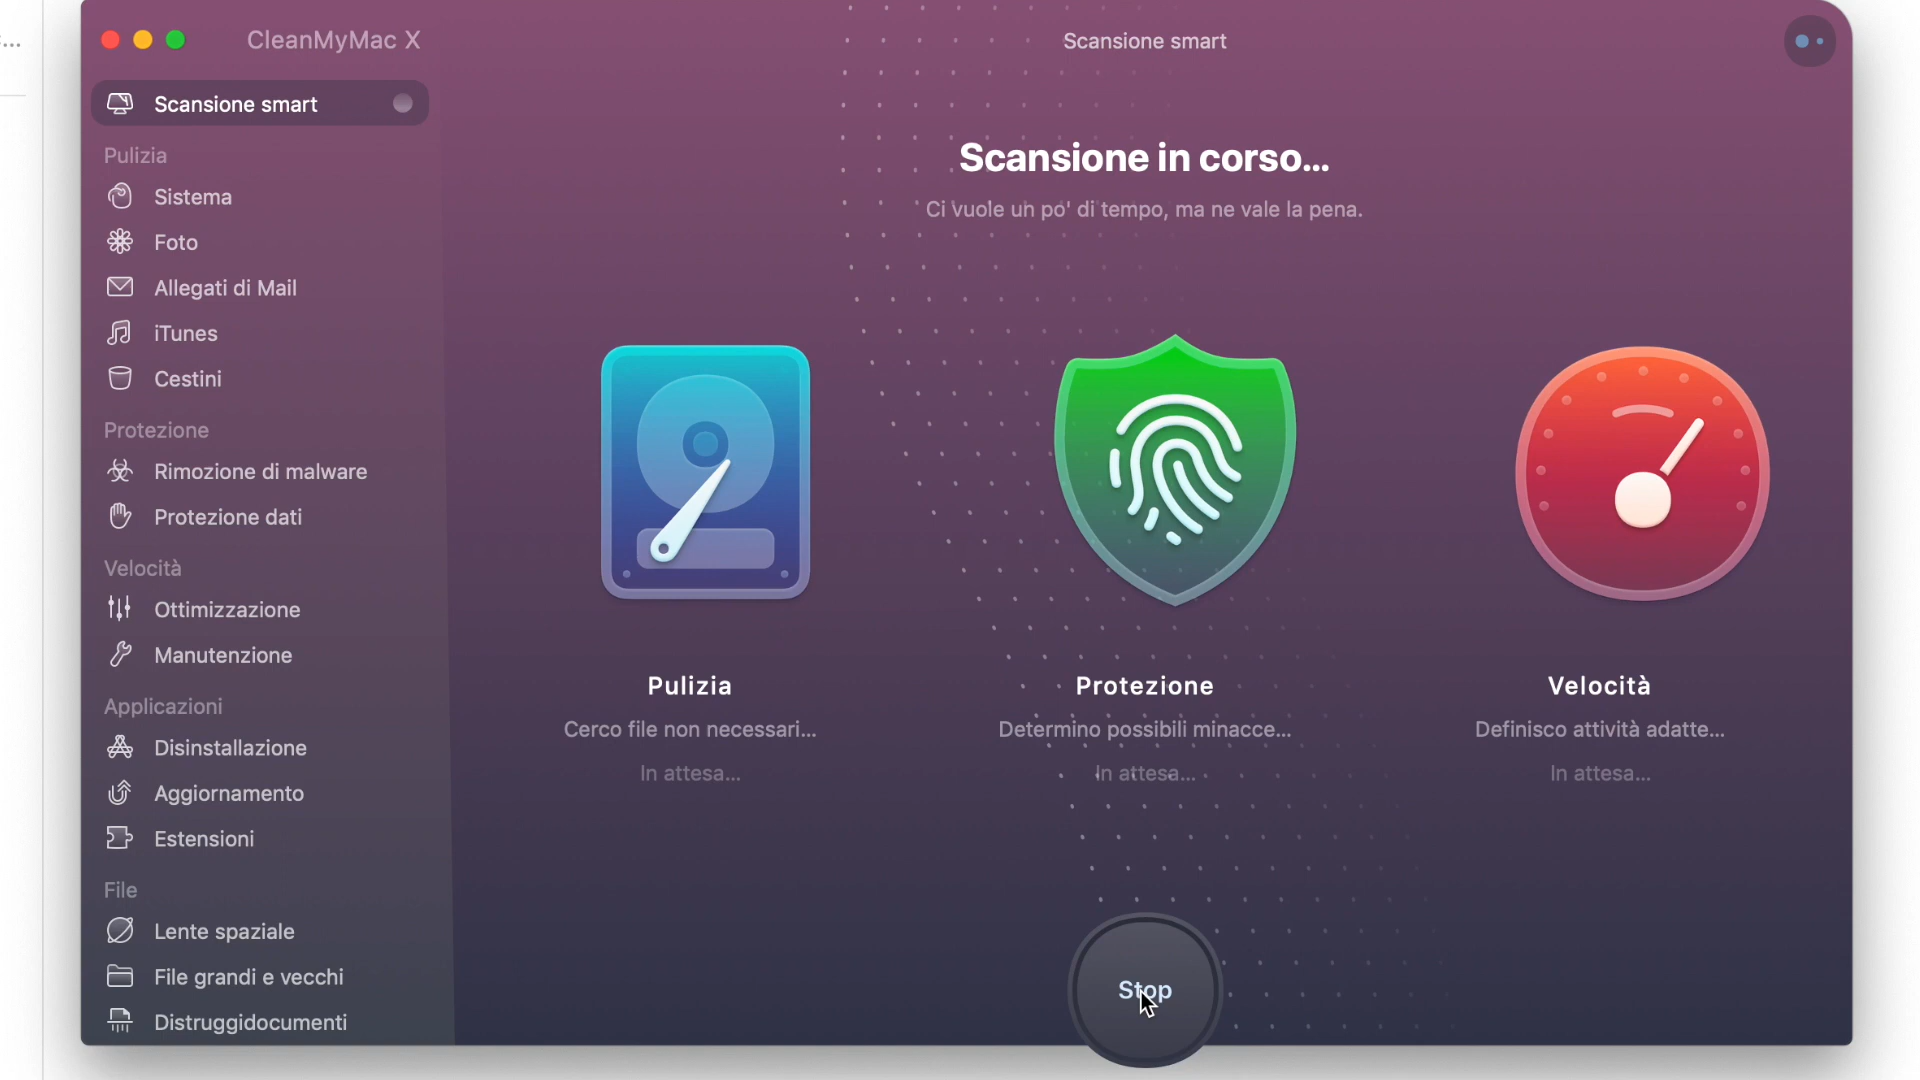 CleanMyMac X
Scansione smart
Scansione smart
Pulizia
Sistema
Foto
Allegati di Mail
iTunes
Cestini
Protezione
Rimozione di malware
Protezione dati
Velocità
Ottimizzazione
Manutenzione
Applicazioni
Disinstallazione
Aggiornamento
Estensioni
File
Lente spaziale
File grandi e vecchi
Distruggidocumenti
Scansione in corso...
Ci vuole un po' di tempo, ma ne vale la pena.
Pulizia
Cerco file non necessari...
In attesa...
Protezione
Determino possibili minacce...
In attesa...
Velocità
Definisco attività adatte...
In attesa...
Stop